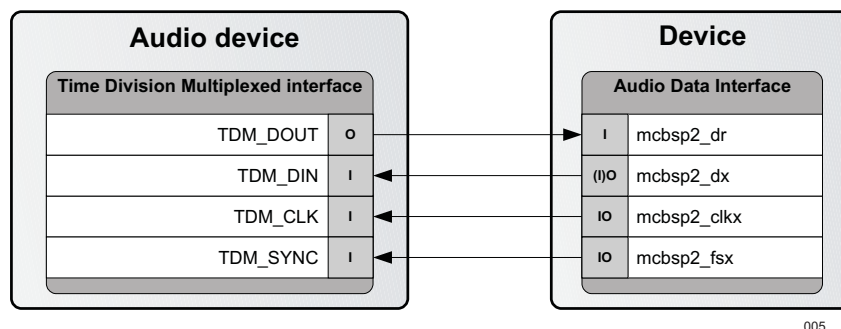 Audio device
Device
Time Division Multiplexed interface
Audio Data Interface
TDM_DOUT O I mcbsp2_dr
TDM_DIN I (I)O mcbsp2_dx
TDM_CLK I IO mcbsp2_clkx
TDM_SYNC I IO mcbsp2_fsx
005